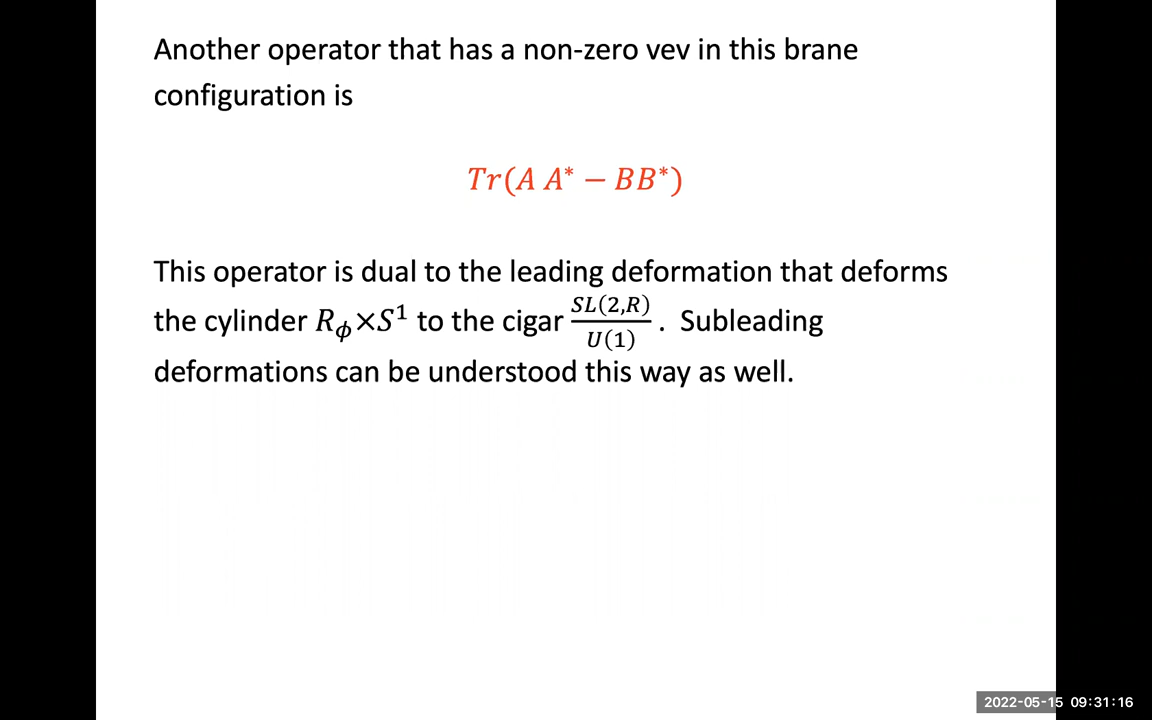 Another operator that has a non-zero vev in this brane
configuration is
Tr(A A* − BB*)
This operator is dual to the leading deformation that deforms
the cylinder R_ϕ×S¹ to the cigar SL(2,R)/U(1) . Subleading
deformations can be understood this way as well.
2022-05-15 09:31:16